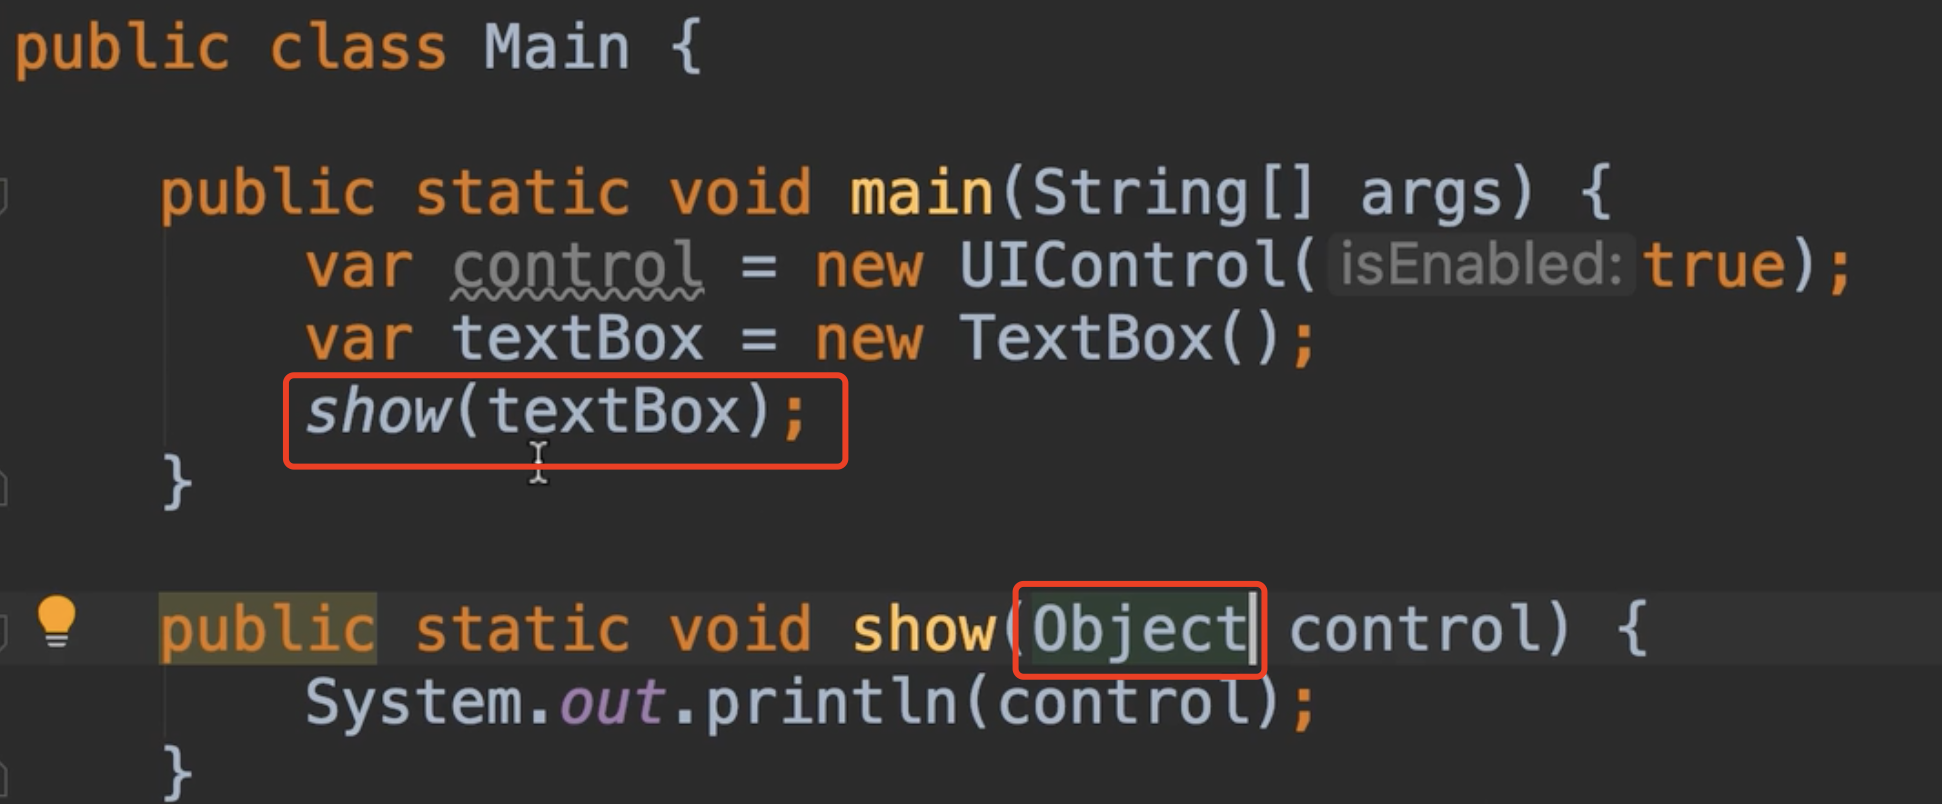 public class Main {
public static void main(String[] args) {
var control = new UIControl( isEnabled: true);
var textBox = new TextBox();
show(textBox);
}
public static void show(Object control) {
System.out.println(control);
}